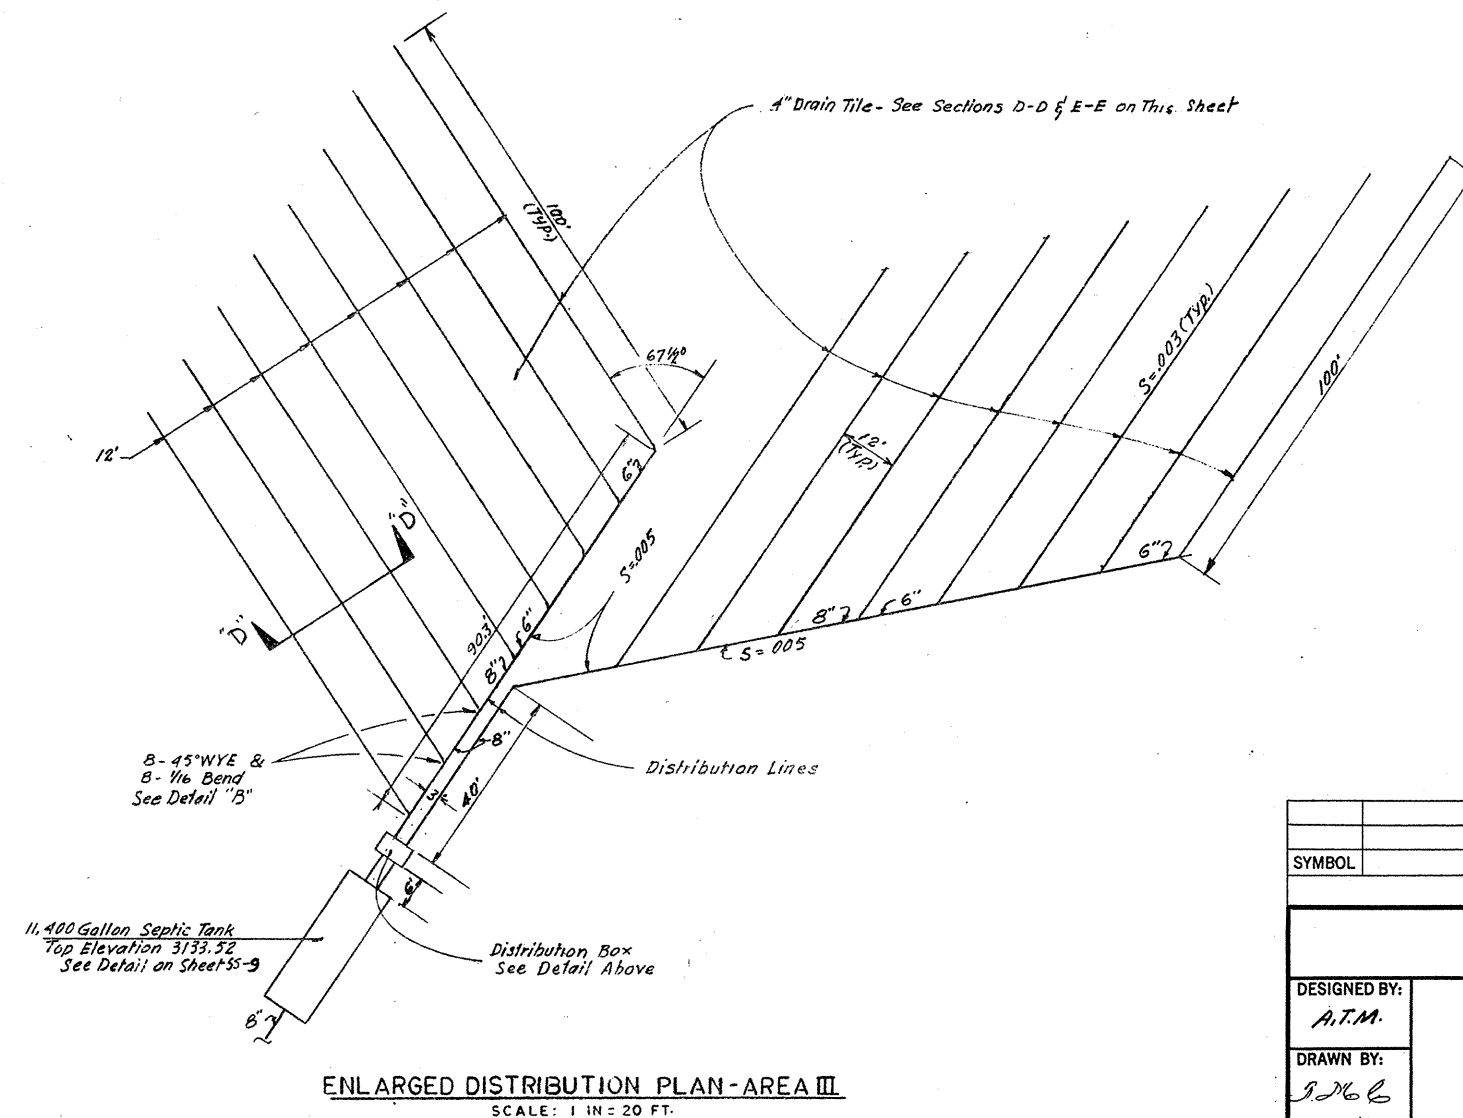 4" Drain Tile - See Sections D-D & E-E on This Sheet
100'
(TYP.)
67½°
S=.003 (TYP.)
100'
12'
(TYP.)
12'
"D"
"D"
6"
S=.005
90.3'
6"
8"
6"
8"
6"
S=.005
8"
3'
40'
6'
8-45° WYE &
8-1/16 Bend
See Detail "B"
Distribution Lines
11,400 Gallon Septic Tank
Top Elevation 3133.52
See Detail on Sheet SS-9
Distribution Box
See Detail Above
8"
ENLARGED DISTRIBUTION PLAN-AREA III
SCALE: 1 IN = 20 FT.
SYMBOL
DESIGNED BY:
A.T.M.
DRAWN BY: